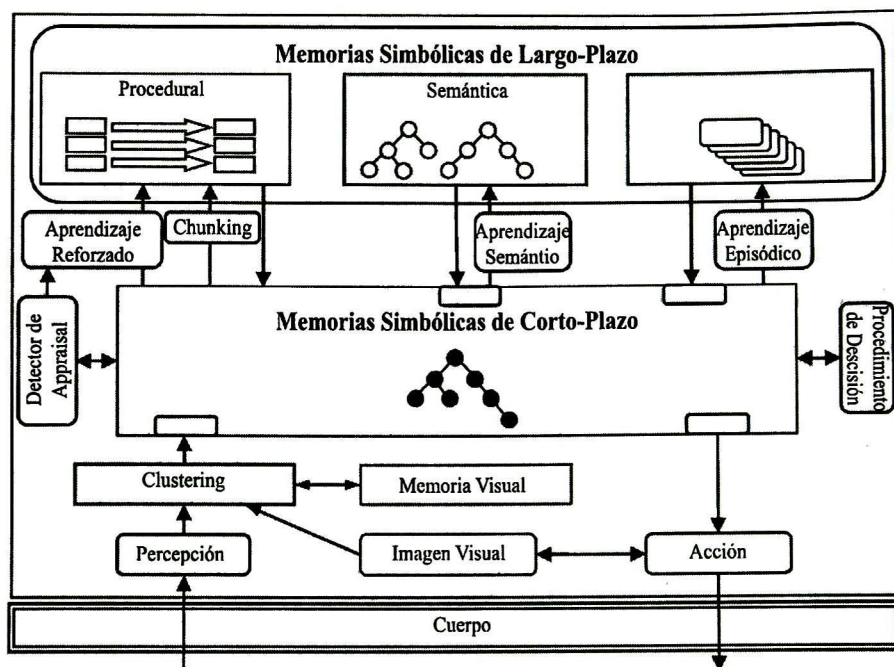 Memorias Simbólicas de Largo-Plazo
Procedural
Semántica
Aprendizaje
Reforzado
Chunking
Aprendizaje
Semántio
Aprendizaje
Episódico
Detector de
Appraisal
Memorias Simbólicas de Corto-Plazo
Procedimiento
de Descisión
Clustering
Memoria Visual
Percepción
Imagen Visual
Acción
Cuerpo